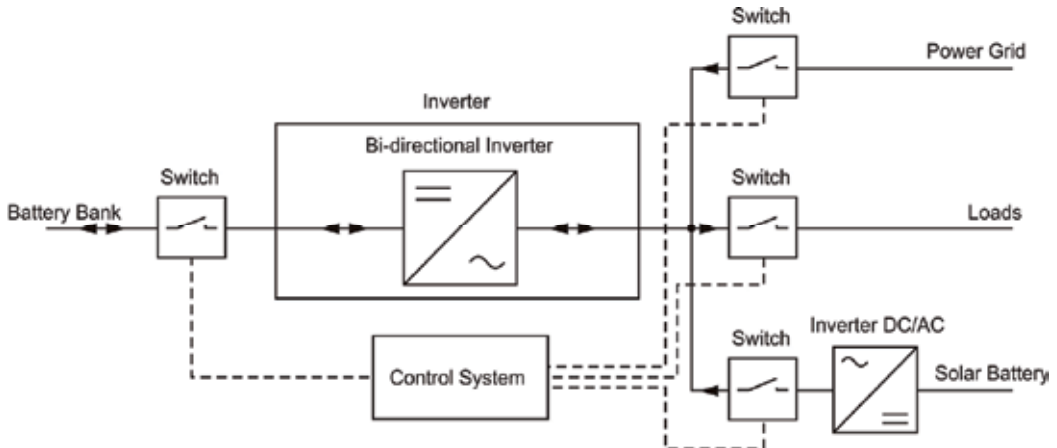 Switch
Power Grid
Inverter
Bi-directional Inverter
Switch
Switch
Battery Bank
Loads
Inverter DC/AC
Switch
Control System
Solar Battery